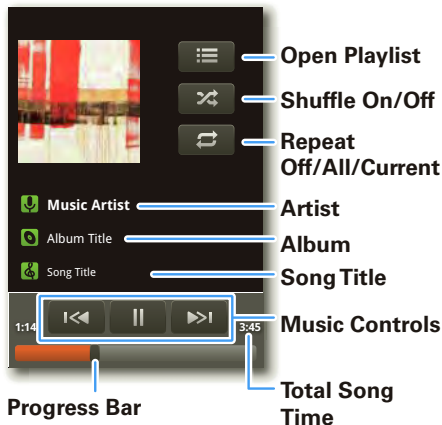 Open Playlist
Shuffle On/Off
Repeat
Off/All/Current
Music Artist
Artist
Album Title
Album
Song Title
Song Title
Music Controls
1:14
3:45
Total Song
Time
Progress Bar